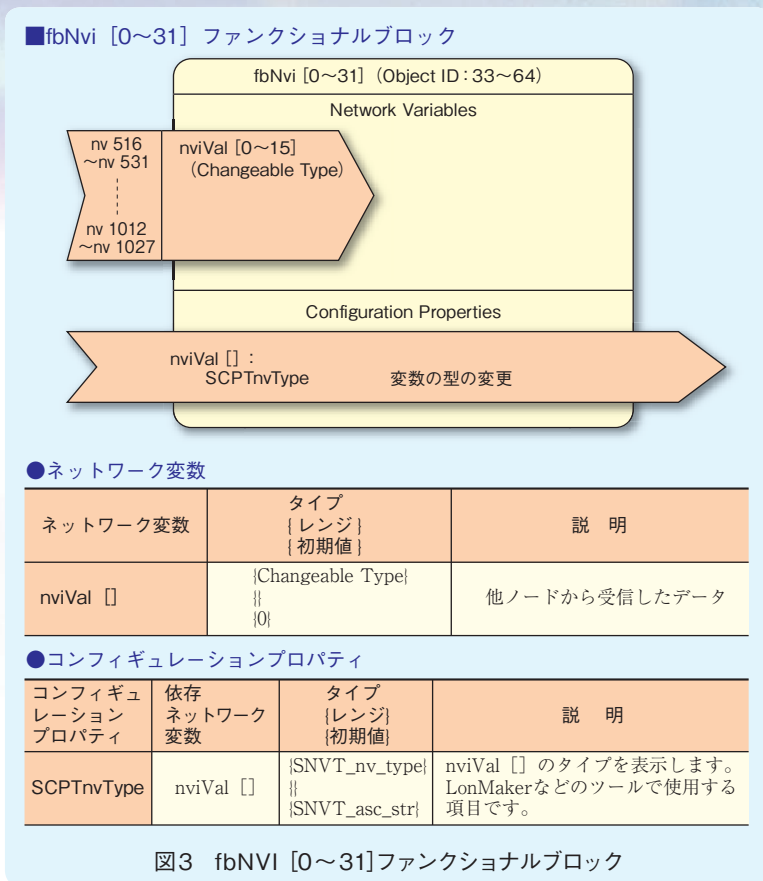 ■fbNvi［0〜31］ファンクショナルブロック
fbNvi［0〜31］（Object ID：33〜64）
Network Variables
nv 516
〜nv 531
nv 1012
〜nv 1027
nviVal［0〜15］
（Changeable Type）
Configuration Properties
nviVal［］：
SCPTnvType 変数の型の変更
●ネットワーク変数
ネットワーク変数
タイプ
{レンジ}
{初期値}
説 明
nviVal［］
{Changeable Type}
{}
{0}
他ノードから受信したデータ
●コンフィギュレーションプロパティ
コンフィギュ
レーション
プロパティ
依存
ネットワーク
変数
タイプ
{レンジ}
{初期値}
説 明
SCPTnvType
nviVal［］
{SNVT_nv_type}
{}
{SNVT_asc_str}
nviVal［］のタイプを表示します。
LonMakerなどのツールで使用する
項目です。
図3 fbNVI［0〜31］ファンクショナルブロック